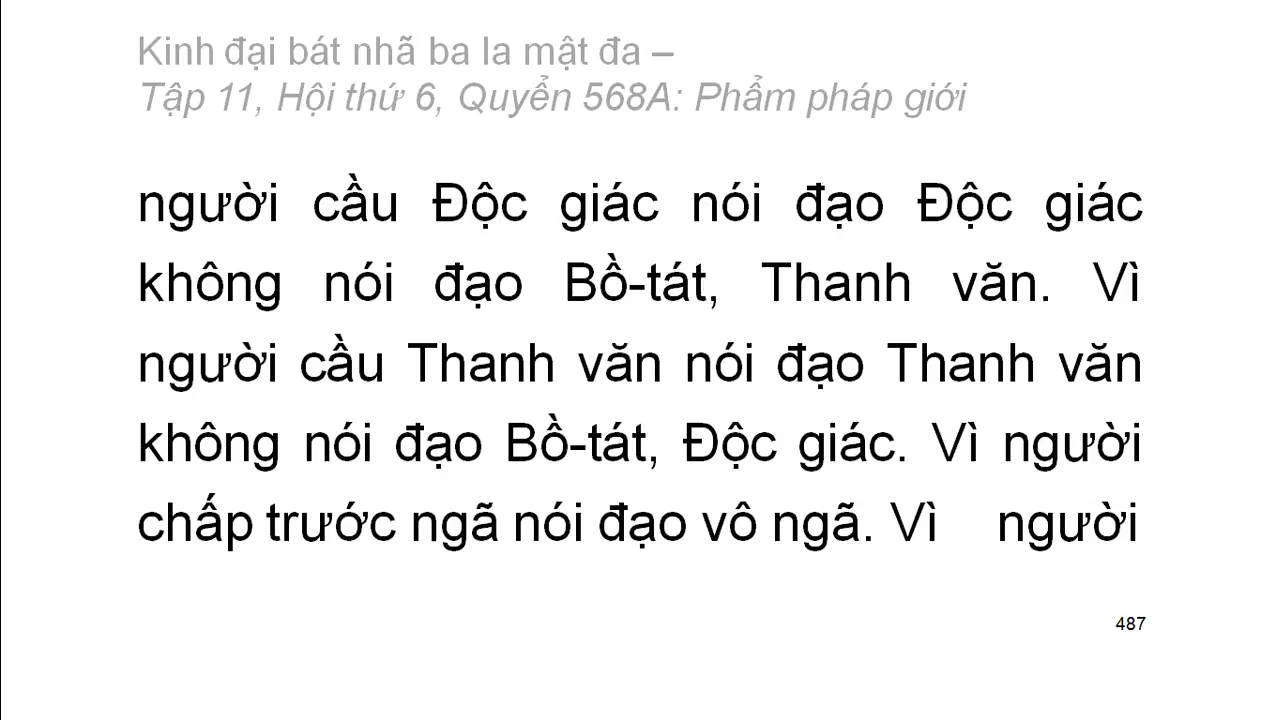 Kinh đại bát nhã ba la mật đa –
Tập 11, Hội thứ 6, Quyển 568A: Phẩm pháp giới
người cầu Độc giác nói đạo Độc giác
không nói đạo Bồ-tát, Thanh văn. Vì
người cầu Thanh văn nói đạo Thanh văn
không nói đạo Bồ-tát, Độc giác. Vì người
chấp trước ngã nói đạo vô ngã. Vì người
487